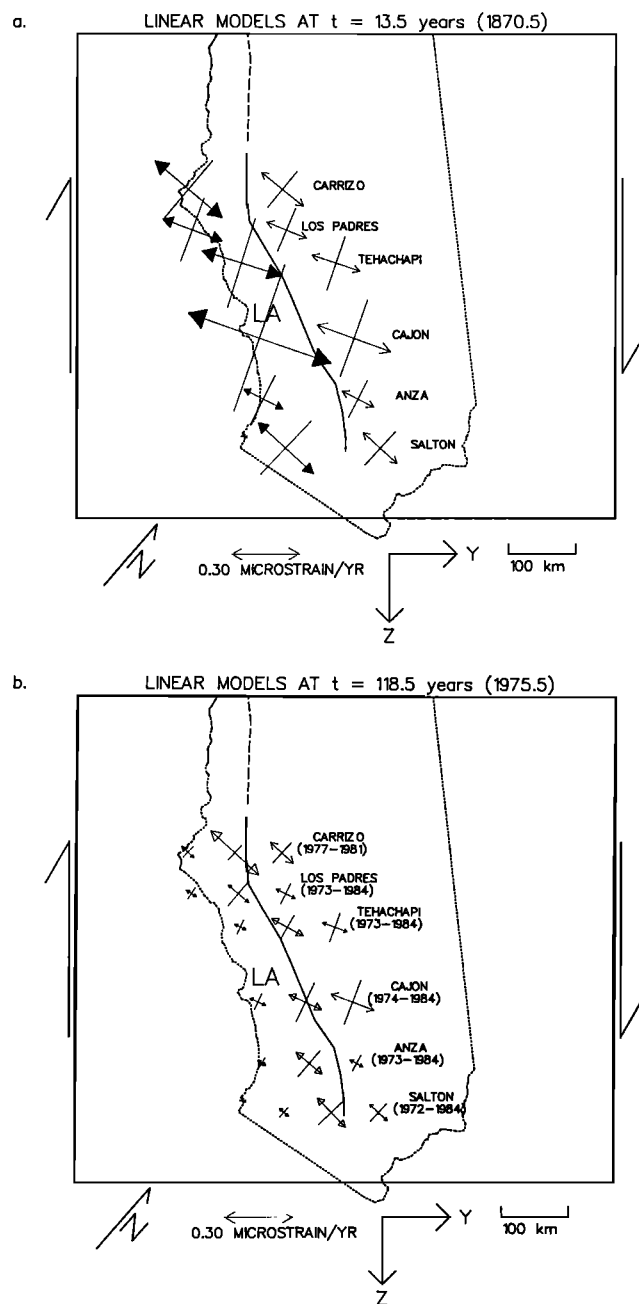 a. LINEAR MODELS AT t = 13.5 years (1870.5)
CARRIZO
LOS PADRES
TEHACHAPI
LA
CAJON
ANZA
SALTON
N
0.30 MICROSTRAIN/YR
Y
Z
100 km
b. LINEAR MODELS AT t = 118.5 years (1975.5)
CARRIZO
(1977-1981)
LOS PADRES
(1973-1984)
TEHACHAPI
(1973-1984)
LA
CAJON
(1974-1984)
ANZA
(1973-1984)
SALTON
(1972-1984)
N
0.30 MICROSTRAIN/YR
Y
Z
100 km